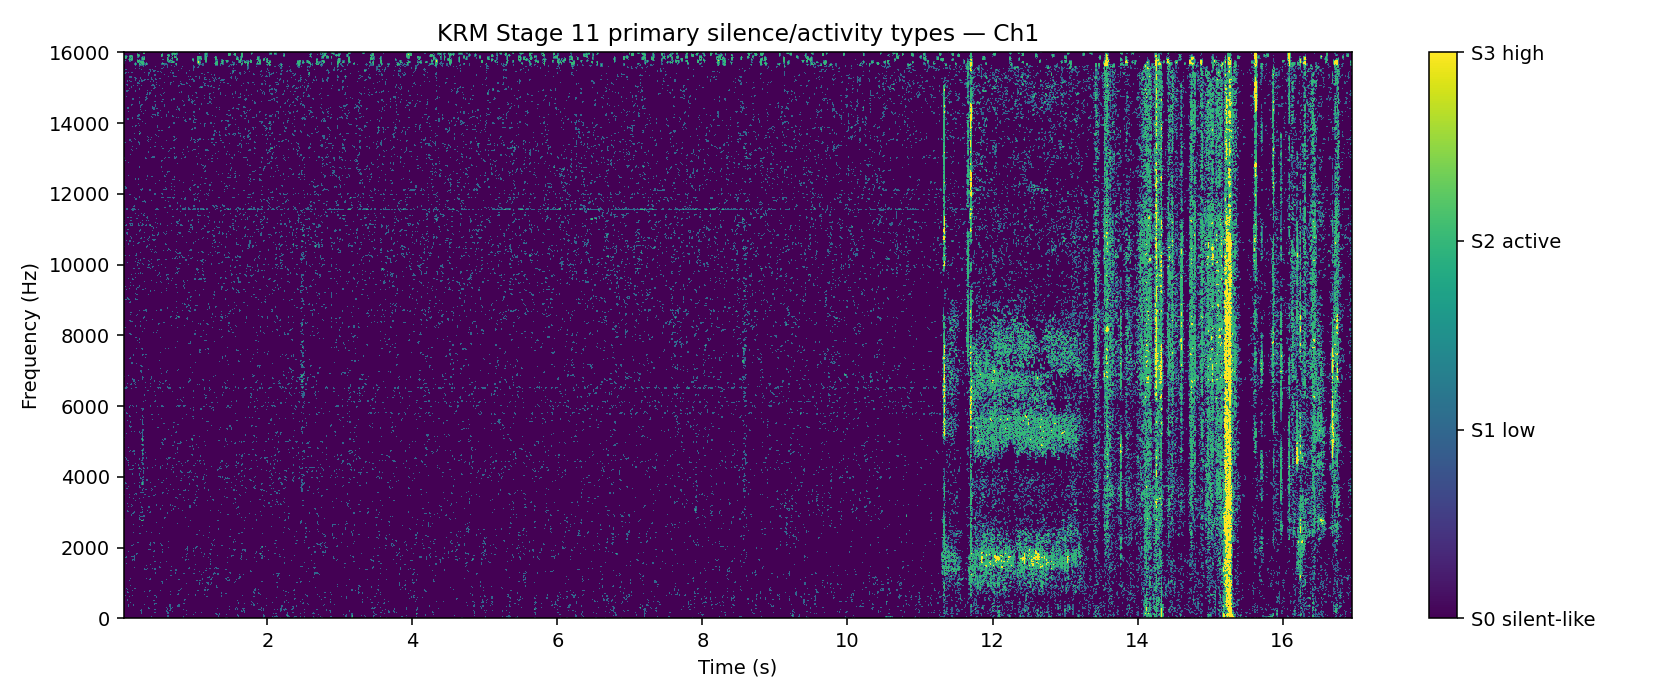 KRM Stage 11 primary silence/activity types — Ch1
16000
14000
12000
10000
8000
6000
4000
2000
0
Frequency (Hz)
2
4
6
8
10
12
14
16
Time (s)
S3 high
S2 active
S1 low
S0 silent-like